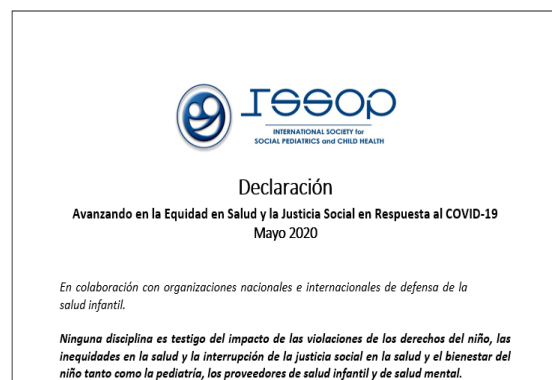 ISSOP
INTERNATIONAL SOCIETY for
SOCIAL PEDIATRICS and CHILD HEALTH
Declaración
Avanzando en la Equidad en Salud y la Justicia Social en Respuesta al COVID-19
Mayo 2020
En colaboración con organizaciones nacionales e internacionales de defensa de la
salud infantil.
Ninguna disciplina es testigo del impacto de las violaciones de los derechos del niño, las
inequidades en la salud y la interrupción de la justicia social en la salud y el bienestar del
niño tanto como la pediatría, los proveedores de salud infantil y de salud mental.